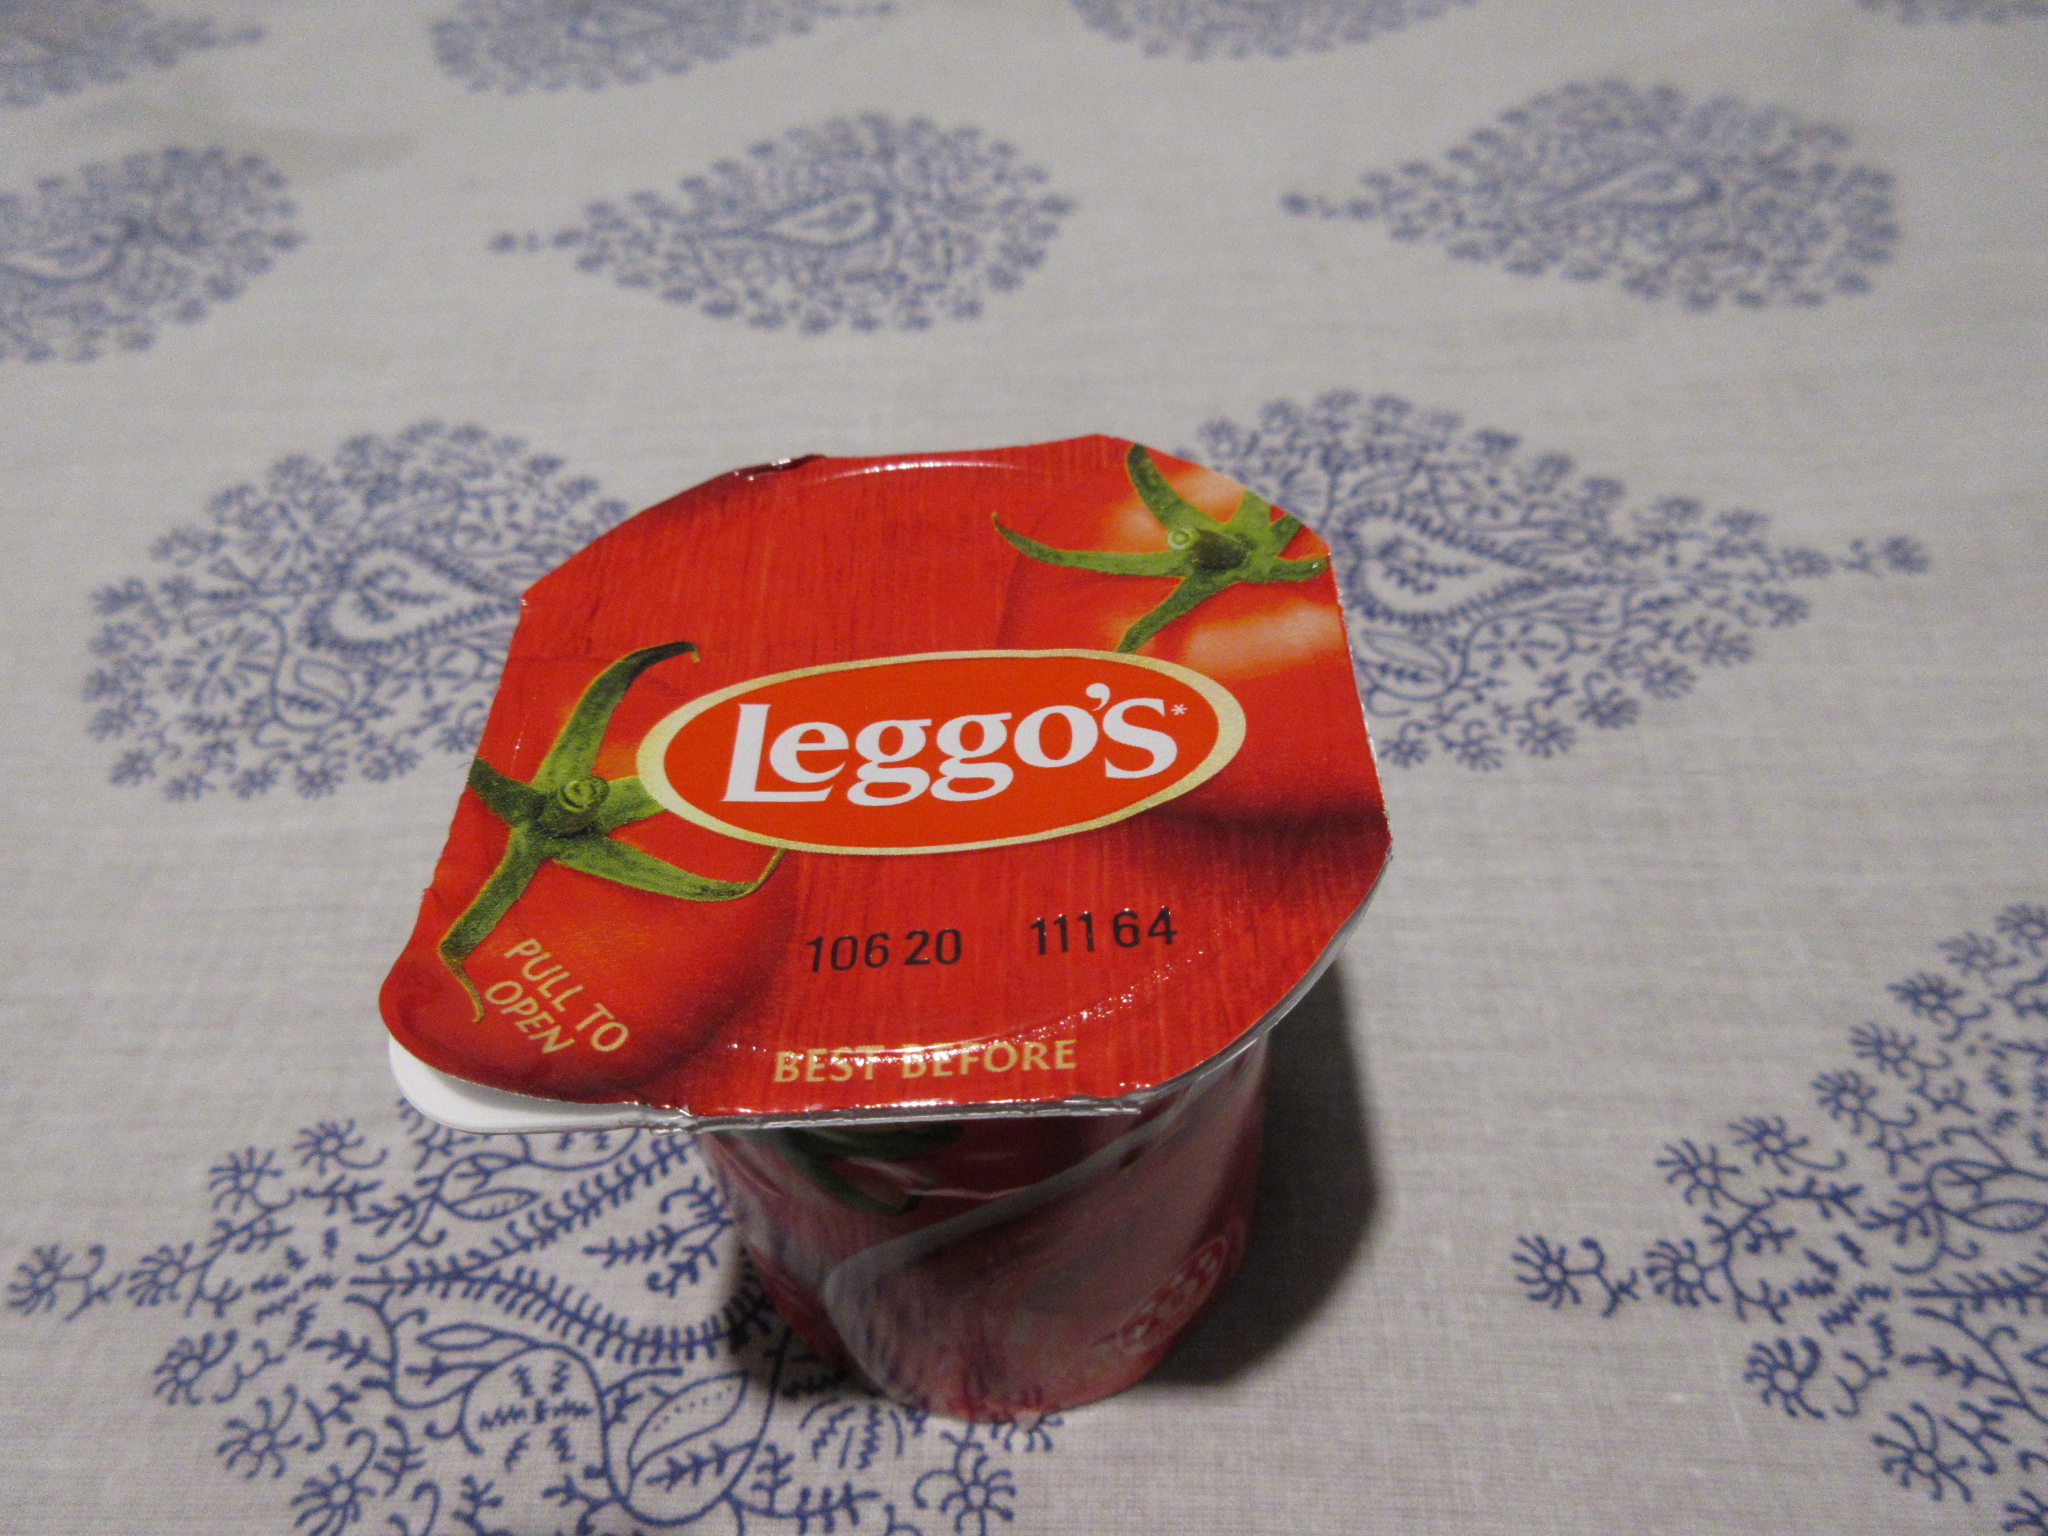 Leggo's*
106 20 111 64
PULL TO
OPEN
BEST BEFORE